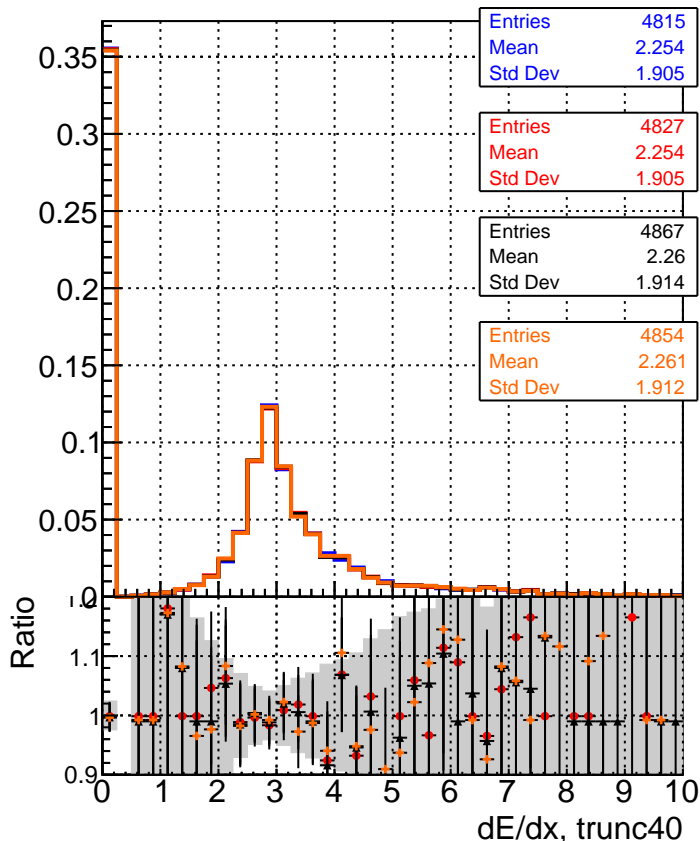 Entries 4815
Mean 2.254
Std Dev 1.905
Entries 4827
Mean 2.254
Std Dev 1.905
Entries 4867
Mean 2.26
Std Dev 1.914
Entries 4854
Mean 2.261
Std Dev 1.912
0.35
0.3
0.25
0.2
0.15
0.1
0.05
0
1.2
1.1
1
0.9
Ratio
0 1 2 3 4 5 6 7 8 9 10
dE/dx, trunc40